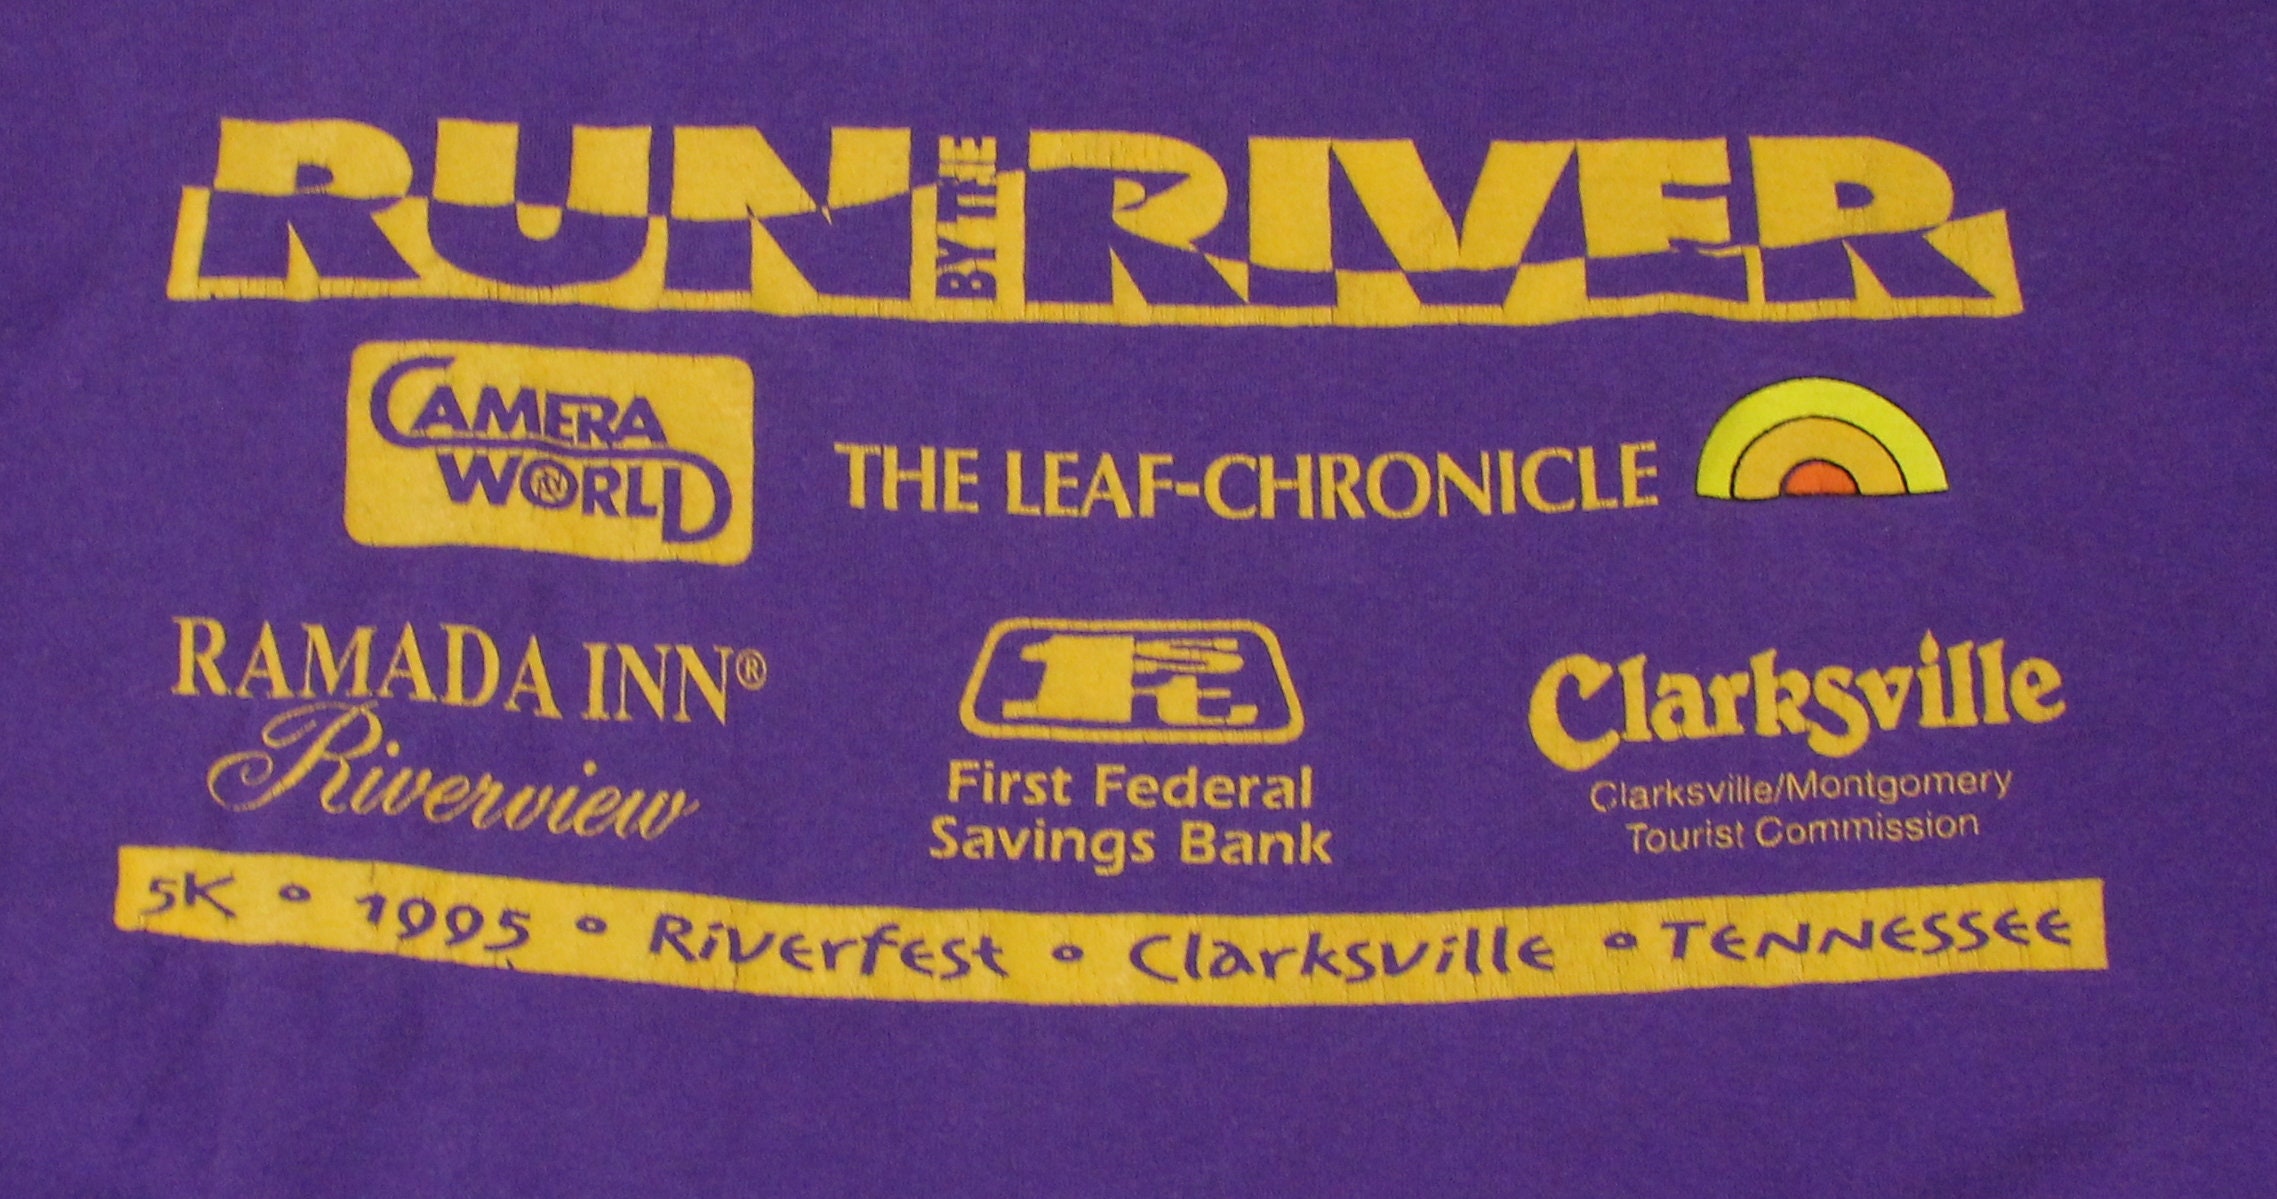 RUN BY THE RIVER
CAMERA
WORLD
THE LEAF-CHRONICLE
RAMADA INN®
Riverview
1st
First Federal
Savings Bank
Clarksville
Clarksville/Montgomery
Tourist Commission
5K • 1995 • Riverfest • Clarksville • TENNESSEE